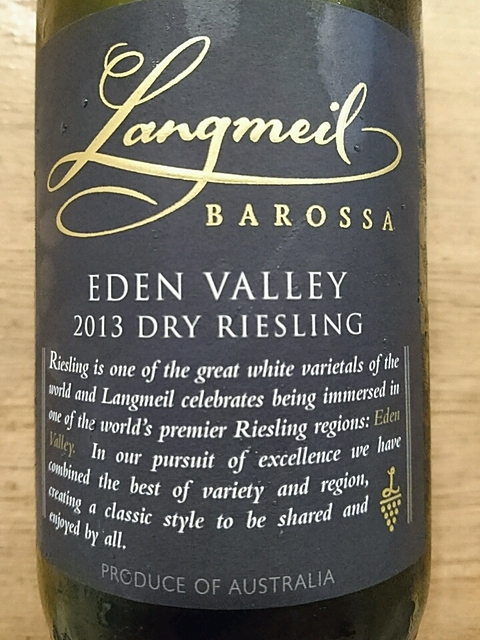 Langmeil
BAROSSA
EDEN VALLEY
2013 DRY RIESLING
Riesling is one of the great white varietals of the
world and Langmeil celebrates being immersed in
one of the world's premier Riesling regions: Eden
Valley. In our pursuit of excellence we have
combined the best of variety and region,
creating a classic style to be shared and
enjoyed by all.
L
PRODUCE OF AUSTRALIA